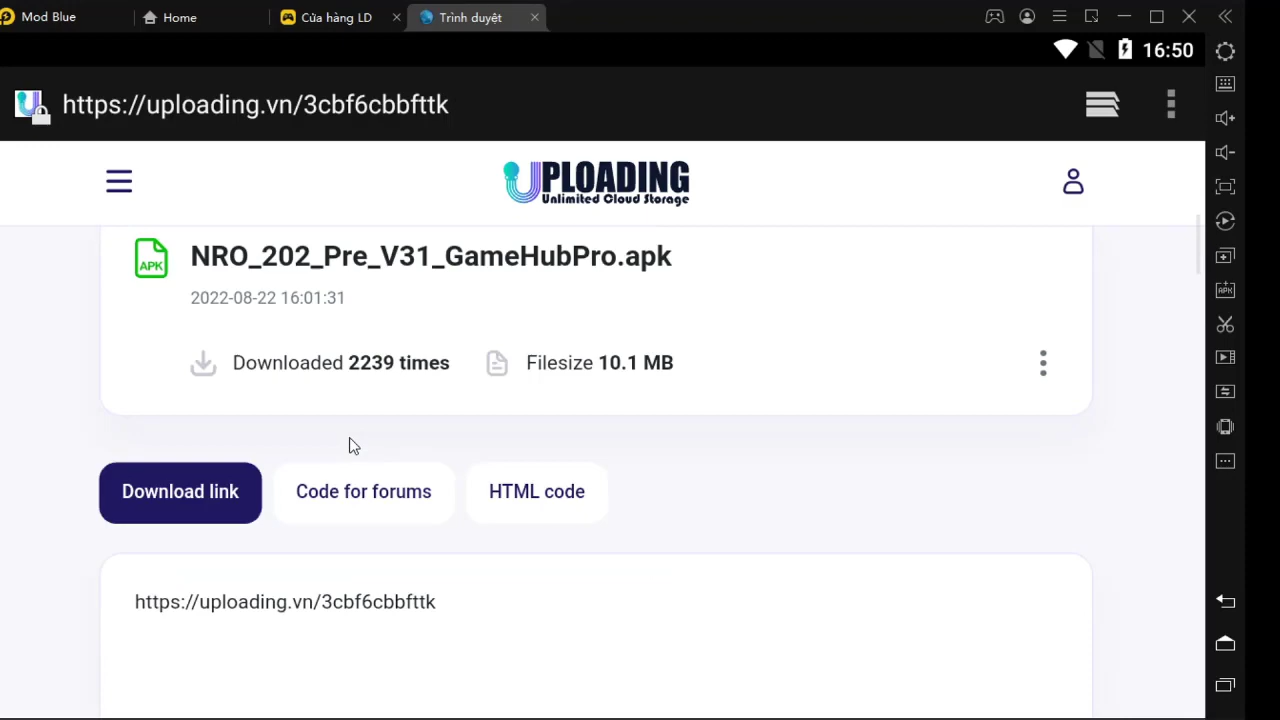 Mod Blue
Home
Cửa hàng LD
Trình duyệt
16:50
https://uploading.vn/3cbf6cbbfttk
UPLOADING
Unlimited Cloud Storage
APK
NRO_202_Pre_V31_GameHubPro.apk
2022-08-22 16:01:31
Downloaded 2239 times
Filesize 10.1 MB
Download link
Code for forums
HTML code
https://uploading.vn/3cbf6cbbfttk
APK